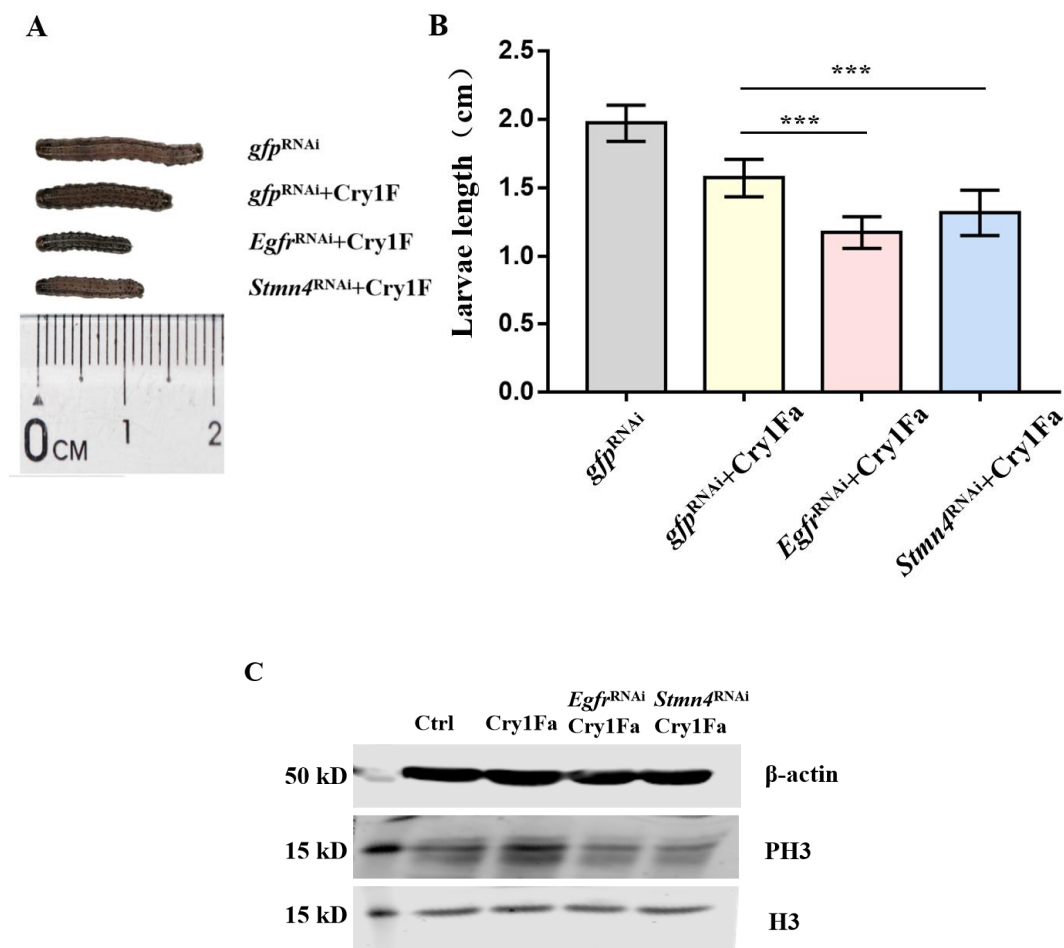 A
gfpRNAi
gfpRNAi+Cry1F
EgfrRNAi+Cry1F
Stmn4RNAi+Cry1F
0 CM 1 2
B
Larvae length（cm）
2.5
2.0
1.5
1.0
0.5
0.0
***
***
gfpRNAi
gfpRNAi+Cry1Fa
EgfrRNAi+Cry1Fa
Stmn4RNAi+Cry1Fa
C
Ctrl
Cry1Fa
EgfrRNAi
Cry1Fa
Stmn4RNAi
Cry1Fa
50 kD
β-actin
15 kD
PH3
15 kD
H3